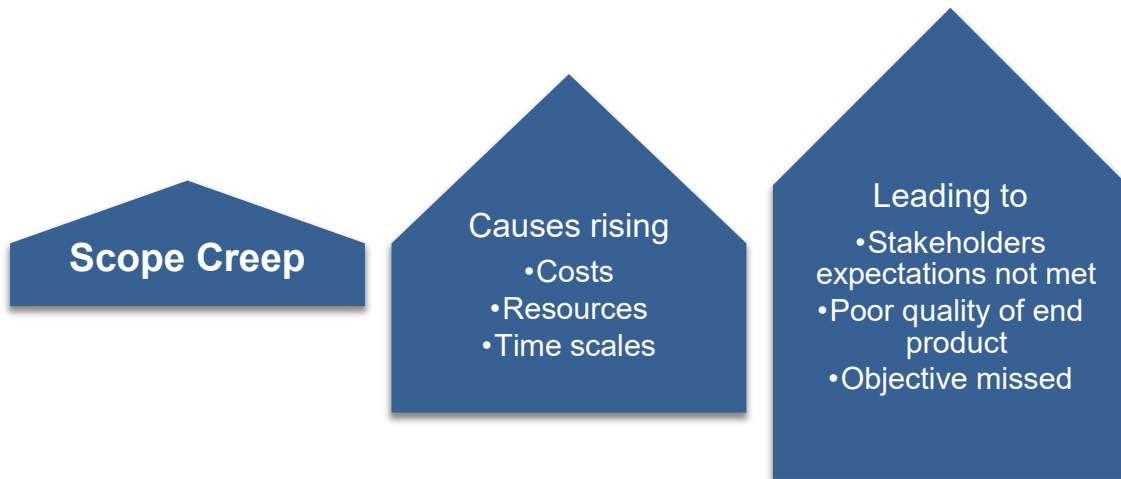 Scope Creep
Causes rising
•Costs
•Resources
•Time scales
Leading to
•Stakeholders
expectations not met
•Poor quality of end
product
•Objective missed